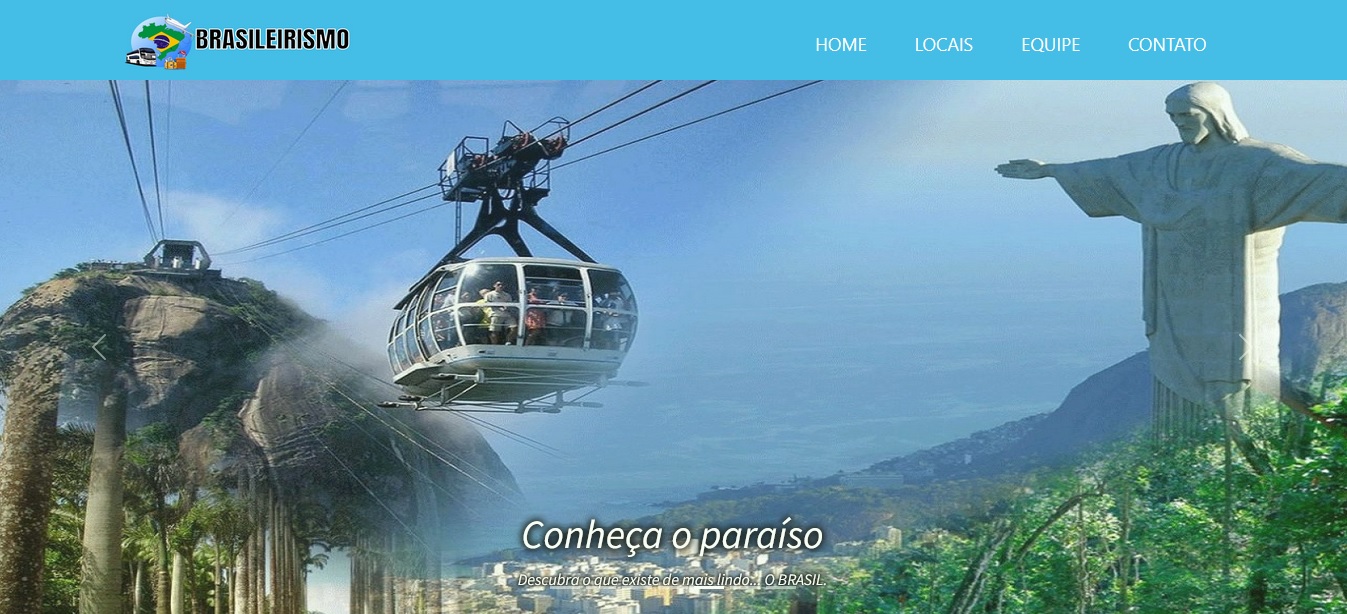 BRASILEIRISMO
HOME
LOCAIS
EQUIPE
CONTATO
Conheça o paraíso
Descubra o que existe de mais lindo... O BRASIL.